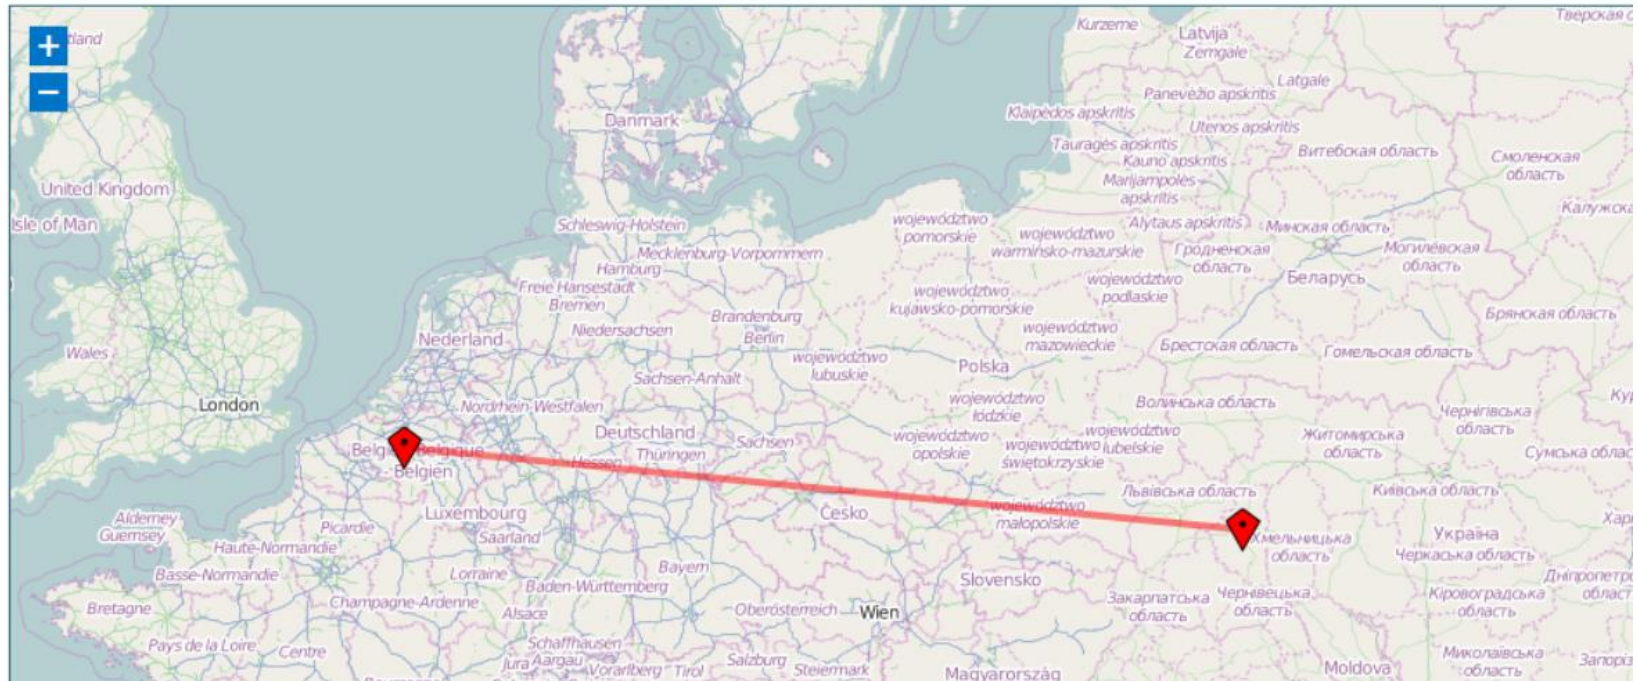 +
−
Kurzeme
Latvija
Zemgale
Latgale
Panevėžio apskritis
Klaipėdos apskritis
Danmark
Utenos apskritis
Tauragės apskritis
Kauno apskritis
Витебская область
Смоленская
область
Marijampolės
apskritis
United Kingdom
Isle of Man
Schleswig-Holstein
województwo
pomorskie
Alytaus apskritis
Минская область
województwo
warmińsko-mazurskie
Гродненская
область
Могилёвская
область
Mecklenburg-Vorpommern
Hamburg
Freie Hansestadt
Bremen
województwo
podlaskie
Беларусь
województwo
kujawsko-pomorskie
Brandenburg
Berlin
Niedersachsen
Брянская область
Nederland
województwo
mazowieckie
Wales
województwo
lubuskie
Polska
Брестская область
Гомельская область
Sachsen-Anhalt
London
Nordrhein-Westfalen
województwo
łódzkie
Волинська область
Чернігівська
область
Deutschland
Thüringen
Sachsen
województwo
opolskie
województwo
świętokrzyskie
województwo
lubelskie
Житомирська
область
Belgique
- Belgien
Hessen
Luxembourg
Česko
województwo
małopolskie
Львівська область
Київська область
Alderney
Guernsey
Picardie
Saarland
Хмельницька
область
Україна
Черкаська область
Haute-Normandie
Basse-Normandie
Lorraine
Bayern
Baden-Württemberg
Slovensko
Bretagne
Champagne-Ardenne
Alsace
Oberösterreich
Wien
Закарпатська
область
Чернівецька
область
Кіровоградська
область
Pays de la Loire
Centre
Schaffhausen
Jura
Aargau
Vorarlberg
Tirol
Salzburg
Steiermark
Magyarország
Moldova
Миколаївська
область